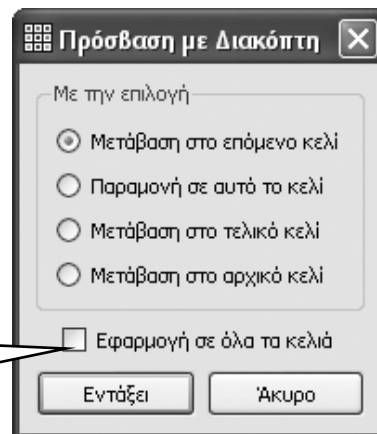 Πρόσβαση με Διακόπτη
Με την επιλογή
Μετάβαση στο επόμενο κελί
Παραμονή σε αυτό το κελί
Μετάβαση στο τελικό κελί
Μετάβαση στο αρχικό κελί
Εφαρμογή σε όλα τα κελιά
Εντάξει
Άκυρο